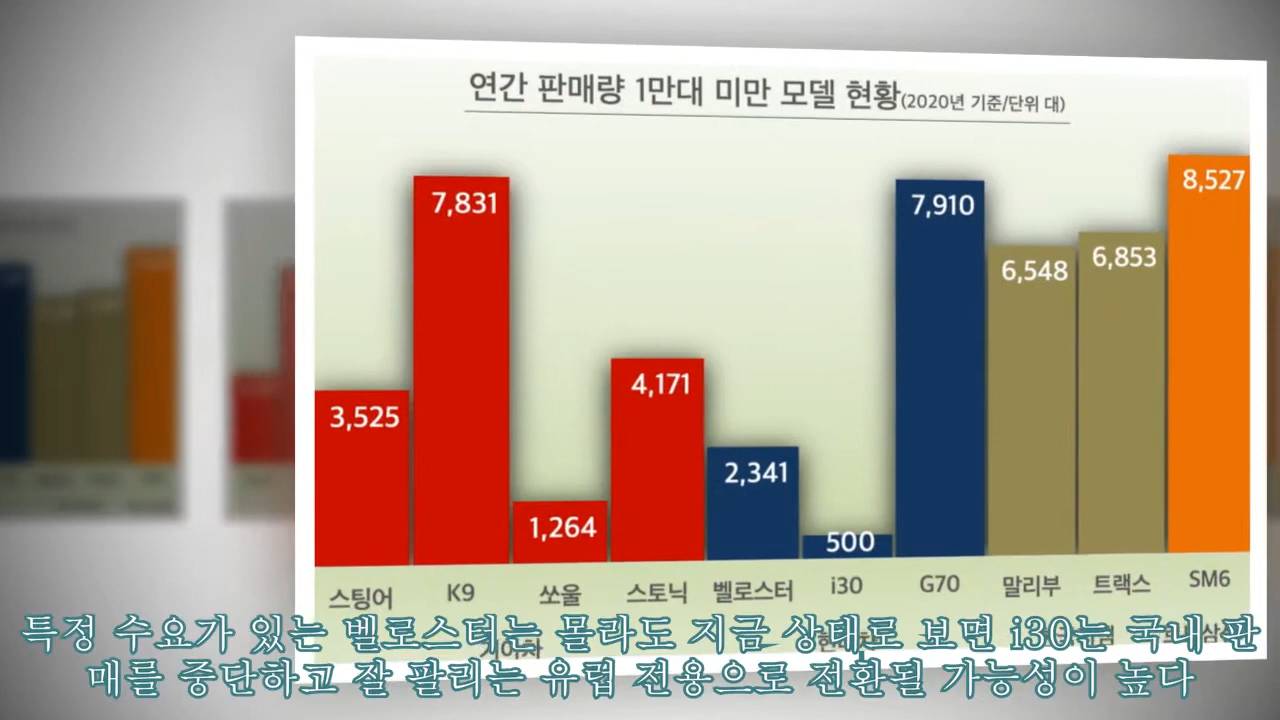 연간 판매량 1만대 미만 모델 현황(2020년 기준/단위 대)
7,831
7,910
8,527
6,548
6,853
3,525
4,171
2,341
1,264
500
스팅어 K9 쏘울 스토닉 벨로스터 i30 G70 말리부 트랙스 SM6
특정 수요가 있는 벨로스터는 몰라도 지금 상태로 보면 i30는 국내 판
매를 중단하고 잘 팔리는 유럽 전용으로 전환될 가능성이 높다